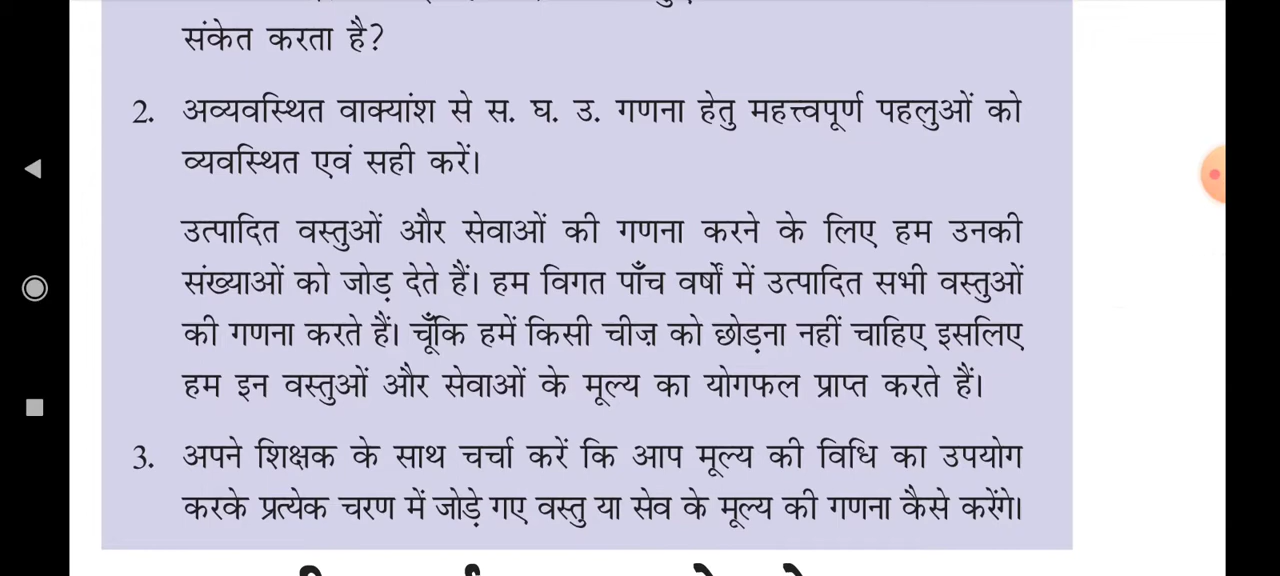 संकेत करता है?
2. अव्यवस्थित वाक्यांश से स. घ. उ. गणना हेतु महत्त्वपूर्ण पहलुओं को
व्यवस्थित एवं सही करें।
उत्पादित वस्तुओं और सेवाओं की गणना करने के लिए हम उनकी
संख्याओं को जोड़ देते हैं। हम विगत पाँच वर्षों में उत्पादित सभी वस्तुओं
की गणना करते हैं। चूँकि हमें किसी चीज़ को छोड़ना नहीं चाहिए इसलिए
हम इन वस्तुओं और सेवाओं के मूल्य का योगफल प्राप्त करते हैं।
3. अपने शिक्षक के साथ चर्चा करें कि आप मूल्य की विधि का उपयोग
करके प्रत्येक चरण में जोड़े गए वस्तु या सेव के मूल्य की गणना कैसे करेंगे।